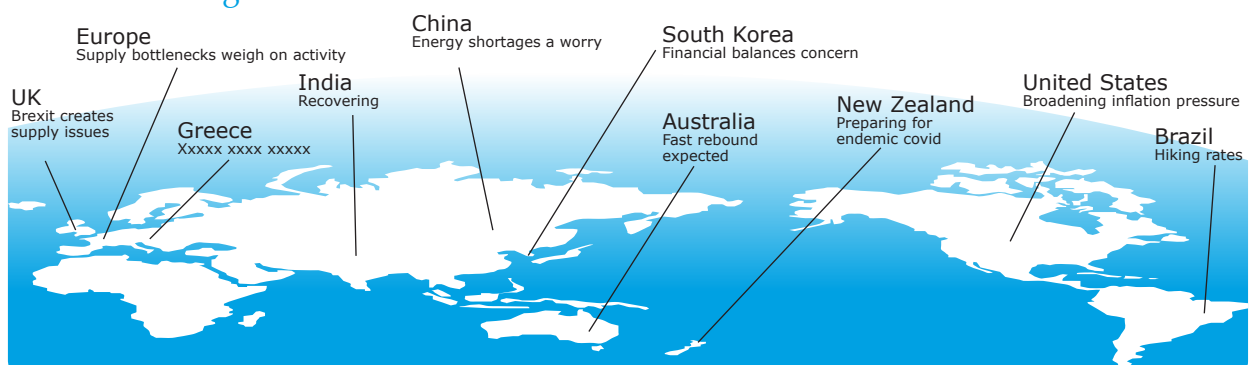 UK
Brexit creates
supply issues
Europe
Supply bottlenecks weigh on activity
Greece
Xxxxx xxxx xxxxx
India
Recovering
China
Energy shortages a worry
South Korea
Financial balances concern
Australia
Fast rebound
expected
New Zealand
Preparing for
endemic covid
United States
Broadening inflation pressure
Brazil
Hiking rates